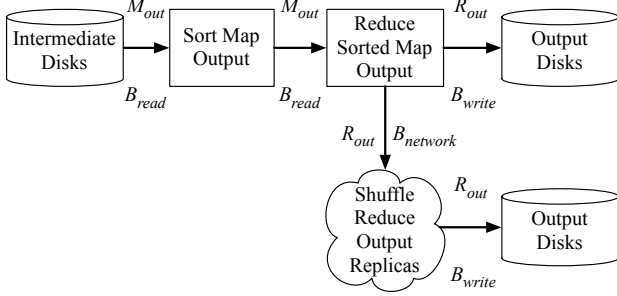 M_out
M_out
R_out
Intermediate
Disks
Sort Map
Output
Reduce
Sorted Map
Output
Output
Disks
B_read
B_read
B_write
R_out
B_network
Shuffle
Reduce
Output
Replicas
R_out
Output
Disks
B_write